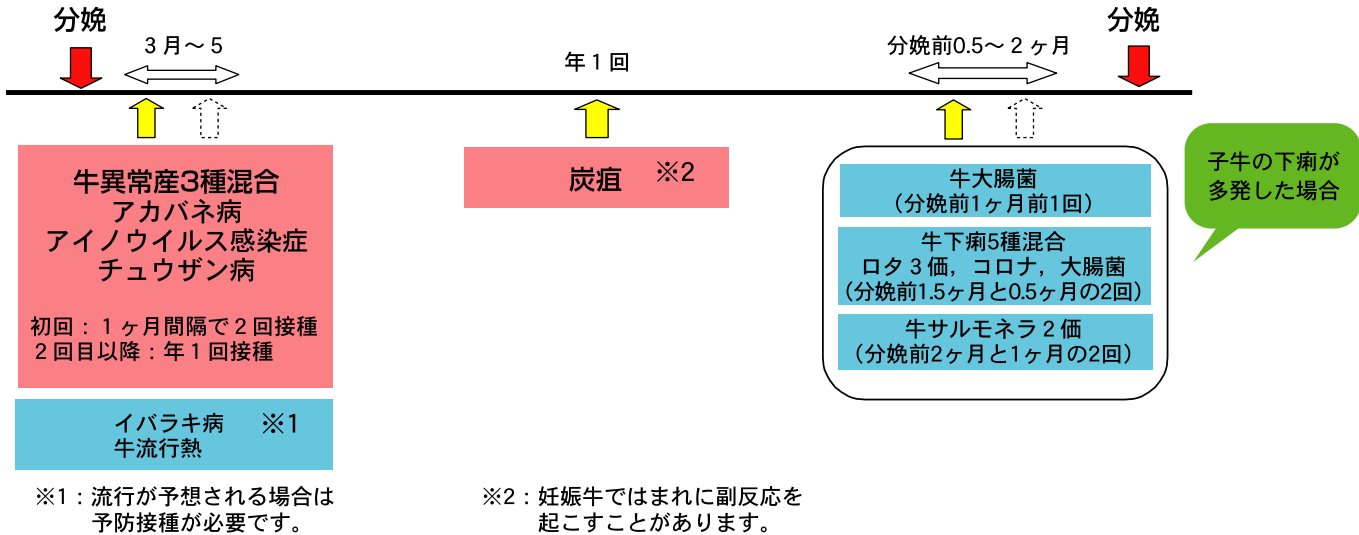 分娩
3月〜5
年1回
分娩前0.5〜2ヶ月
分娩
牛異常産3種混合
アカバネ病
アイノウイルス感染症
チュウザン病
初回：1ヶ月間隔で2回接種
2回目以降：年1回接種
イバラキ病　※1
牛流行熱
※1：流行が予想される場合は
予防接種が必要です。
炭疽　※2
※2：妊娠牛ではまれに副反応を
起こすことがあります。
牛大腸菌
（分娩前1ヶ月前1回）
牛下痢5種混合
ロタ3価，コロナ，大腸菌
（分娩前1.5ヶ月と0.5ヶ月の2回）
牛サルモネラ2価
（分娩前2ヶ月と1ヶ月の2回）
子牛の下痢が
多発した場合